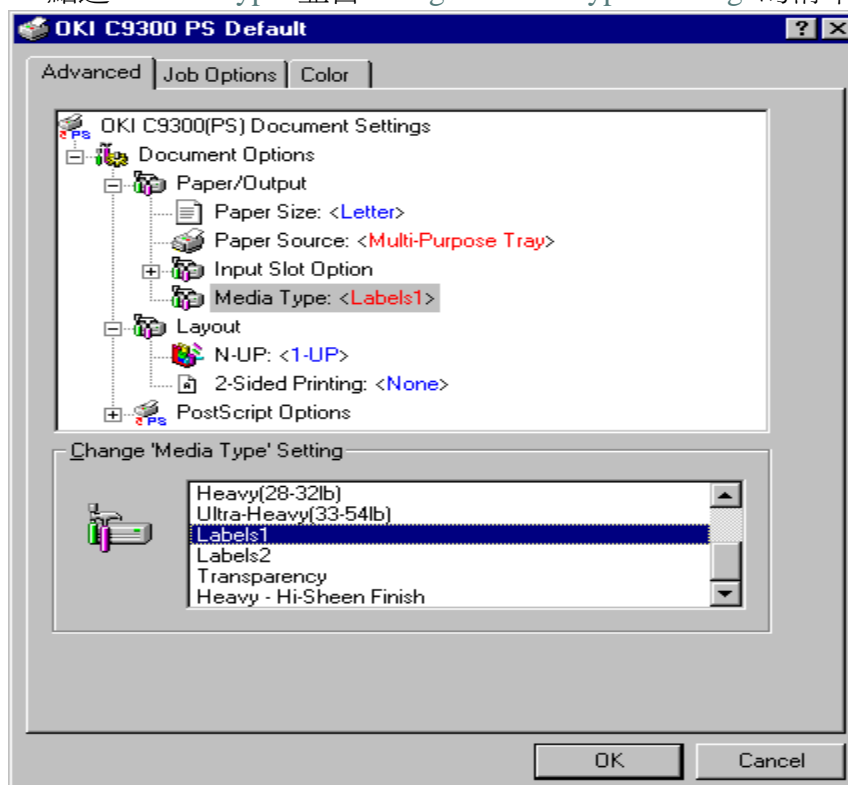 OKI C9300 PS Default
Advanced Job Options Color
OKI C9300(PS) Document Settings
Document Options
Paper/Output
Paper Size: <Letter>
Paper Source: <Multi-Purpose Tray>
Input Slot Option
Media Type: <Labels1>
Layout
N-UP: <1-UP>
2-Sided Printing: <None>
PostScript Options
Change 'Media Type' Setting
Heavy(28-32lb)
Ultra-Heavy(33-54lb)
Labels1
Labels2
Transparency
Heavy - Hi-Sheen Finish
OK Cancel